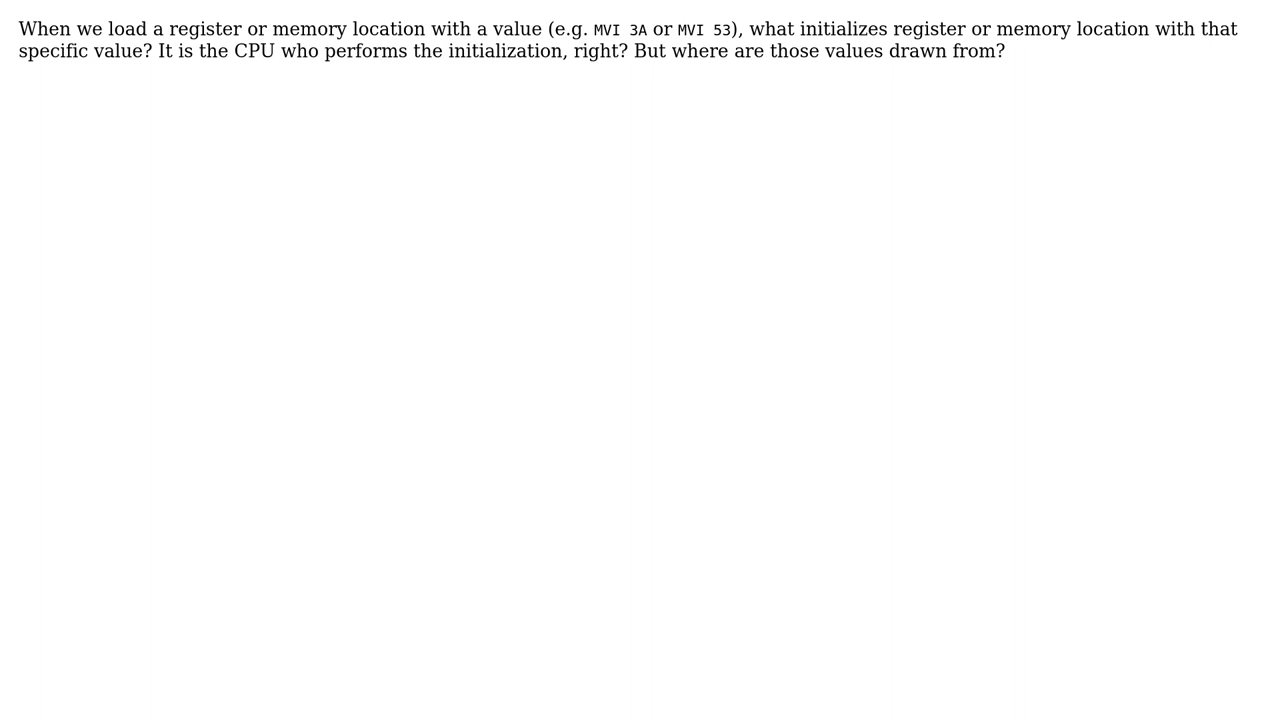 When we load a register or memory location with a value (e.g. MVI 3A or MVI 53), what initializes register or memory location with that
specific value? It is the CPU who performs the initialization, right? But where are those values drawn from?